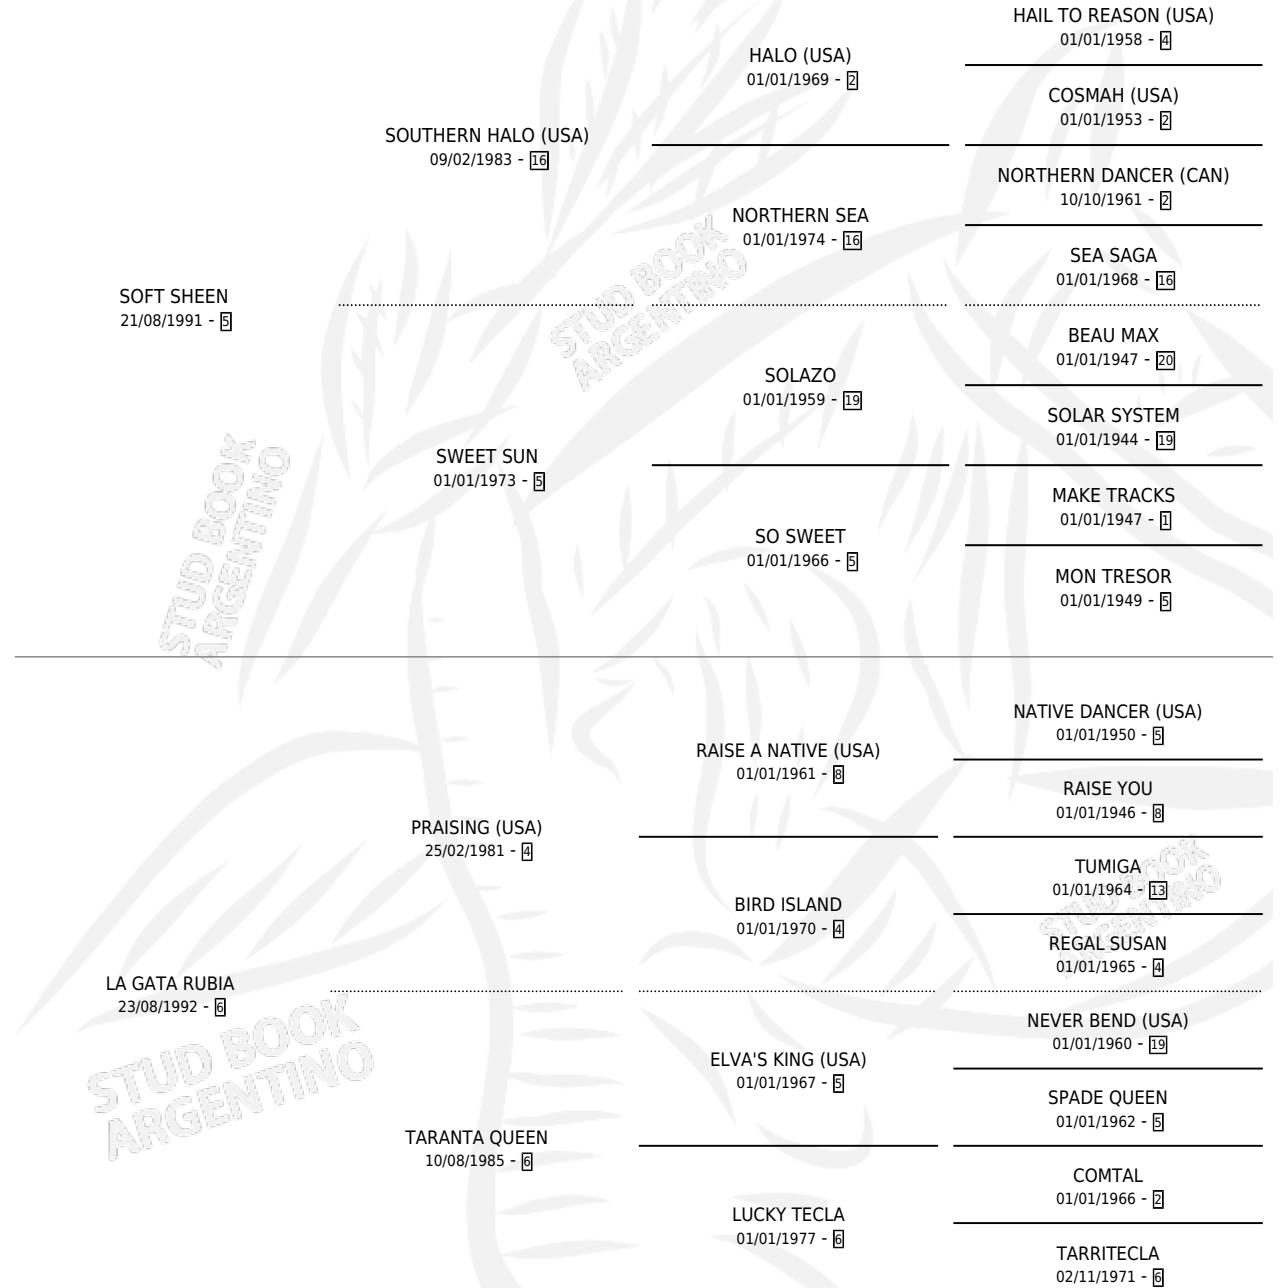 HAIL TO REASON (USA)
01/01/1958 - 4
HALO (USA)
01/01/1969 - 2
COSMAH (USA)
01/01/1953 - 2
SOUTHERN HALO (USA)
09/02/1983 - 16
NORTHERN DANCER (CAN)
10/10/1961 - 2
NORTHERN SEA
01/01/1974 - 16
SEA SAGA
01/01/1968 - 16
SOFT SHEEN
21/08/1991 - 5
BEAU MAX
01/01/1947 - 20
SOLAZO
01/01/1959 - 19
SOLAR SYSTEM
01/01/1944 - 19
SWEET SUN
01/01/1973 - 5
MAKE TRACKS
01/01/1947 - 1
SO SWEET
01/01/1966 - 5
MON TRESOR
01/01/1949 - 5
STUD BOOK
ARGENTINO
STUD BOOK
ARGENTINO
NATIVE DANCER (USA)
01/01/1950 - 5
RAISE A NATIVE (USA)
01/01/1961 - 8
RAISE YOU
01/01/1946 - 8
PRAISING (USA)
25/02/1981 - 4
TUMIGA
01/01/1964 - 13
BIRD ISLAND
01/01/1970 - 4
REGAL SUSAN
01/01/1965 - 4
STUD BOOK
ARGENTINO
LA GATA RUBIA
23/08/1992 - 6
NEVER BEND (USA)
01/01/1960 - 19
ELVA'S KING (USA)
01/01/1967 - 5
SPADE QUEEN
01/01/1962 - 5
STUD BOOK
ARGENTINO
TARANTA QUEEN
10/08/1985 - 6
COMTAL
01/01/1966 - 2
LUCKY TECLA
01/01/1977 - 6
TARRITECLA
02/11/1971 - 6